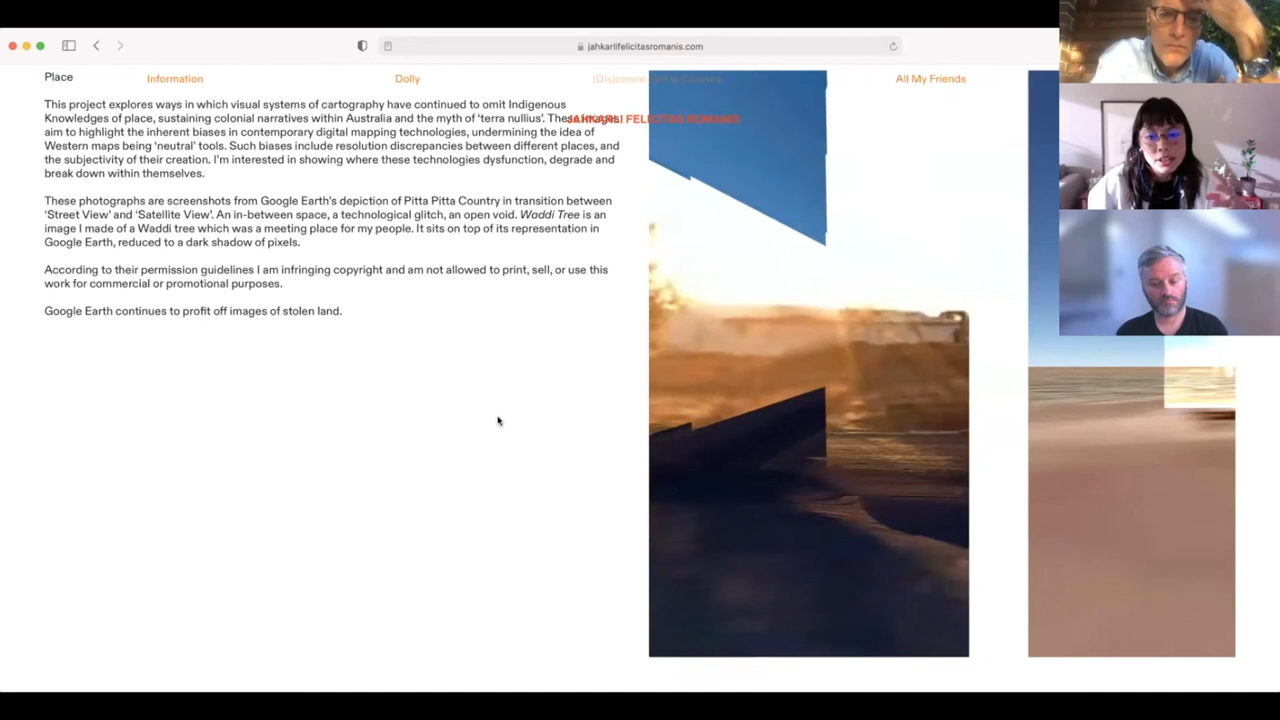 jahkarlifelicitasromanis.com
Place
Information
Dolly
(Dis)connected to Country
All My Friends
JAHKARLI FELICITAS ROMANIS
This project explores ways in which visual systems of cartography have continued to omit Indigenous
Knowledges of place, sustaining colonial narratives within Australia and the myth of ‘terra nullius’. These images
aim to highlight the inherent biases in contemporary digital mapping technologies, undermining the idea of
Western maps being ‘neutral’ tools. Such biases include resolution discrepancies between different places, and
the subjectivity of their creation. I’m interested in showing where these technologies dysfunction, degrade and
break down within themselves.
These photographs are screenshots from Google Earth’s depiction of Pitta Pitta Country in transition between
‘Street View’ and ‘Satellite View’. An in-between space, a technological glitch, an open void. Waddi Tree is an
image I made of a Waddi tree which was a meeting place for my people. It sits on top of its representation in
Google Earth, reduced to a dark shadow of pixels.
According to their permission guidelines I am infringing copyright and am not allowed to print, sell, or use this
work for commercial or promotional purposes.
Google Earth continues to profit off images of stolen land.